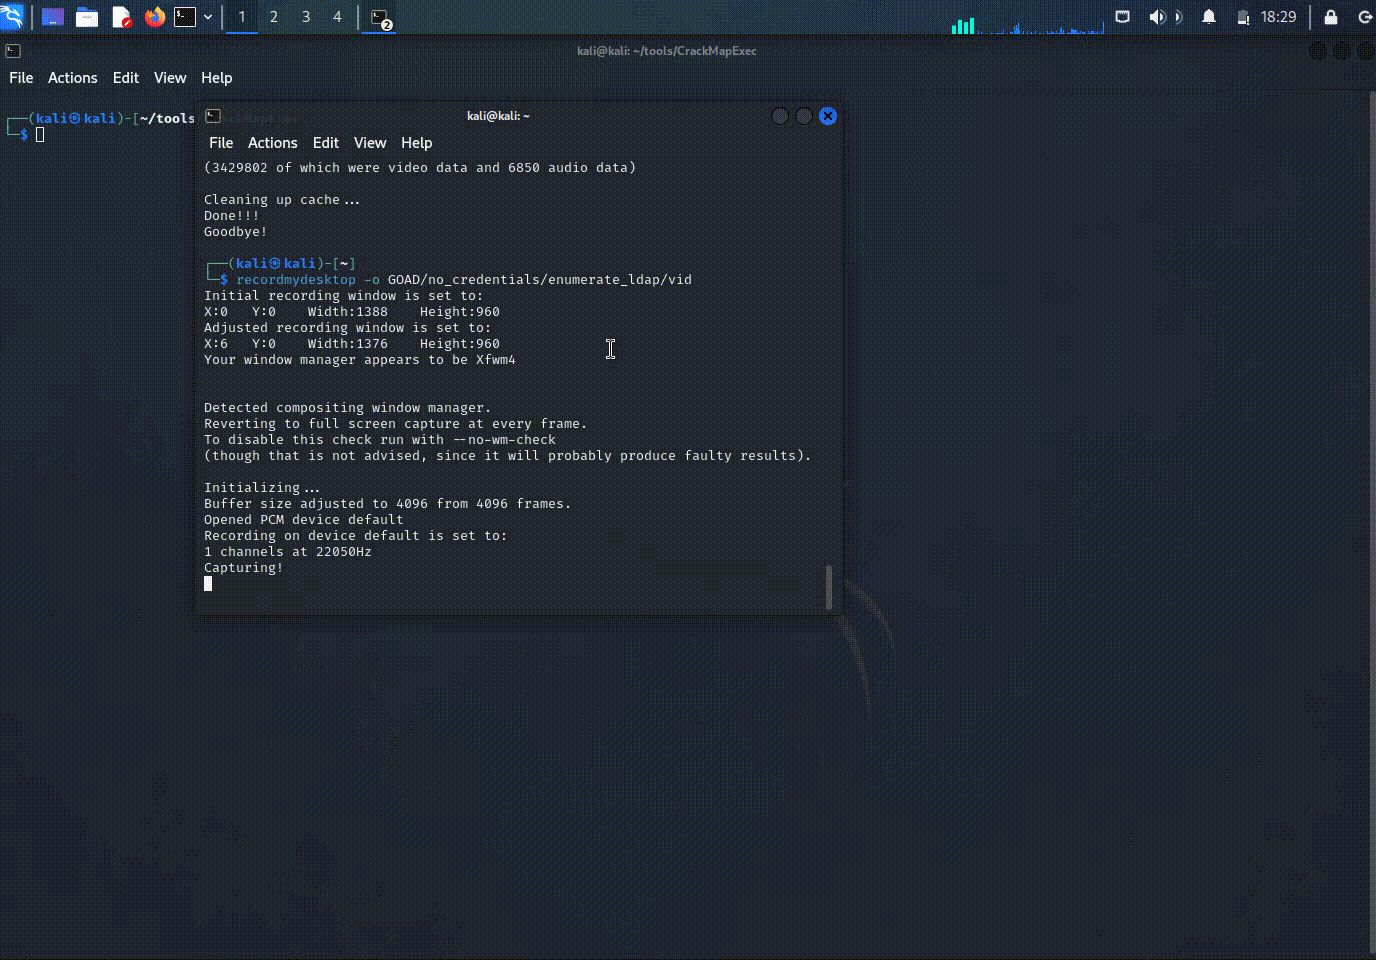 1 2 3 4 2 18:29
kali@kali: ~/tools/CrackMapExec
File Actions Edit View Help
(kali㉿kali)-[~/tools
$
kali@kali: ~
File Actions Edit View Help
(3429802 of which were video data and 6850 audio data)
Cleaning up cache...
Done!!!
Goodbye!
(kali㉿kali)-[~]
$ recordmydesktop -o GOAD/no_credentials/enumerate_ldap/vid
Initial recording window is set to:
X:0 Y:0 Width:1388 Height:960
Adjusted recording window is set to:
X:6 Y:0 Width:1376 Height:960
Your window manager appears to be Xfwm4
Detected compositing window manager.
Reverting to full screen capture at every frame.
To disable this check run with --no-wm-check
(though that is not advised, since it will probably produce faulty results).
Initializing...
Buffer size adjusted to 4096 from 4096 frames.
Opened PCM device default
Recording on device default is set to:
1 channels at 22050Hz
Capturing!